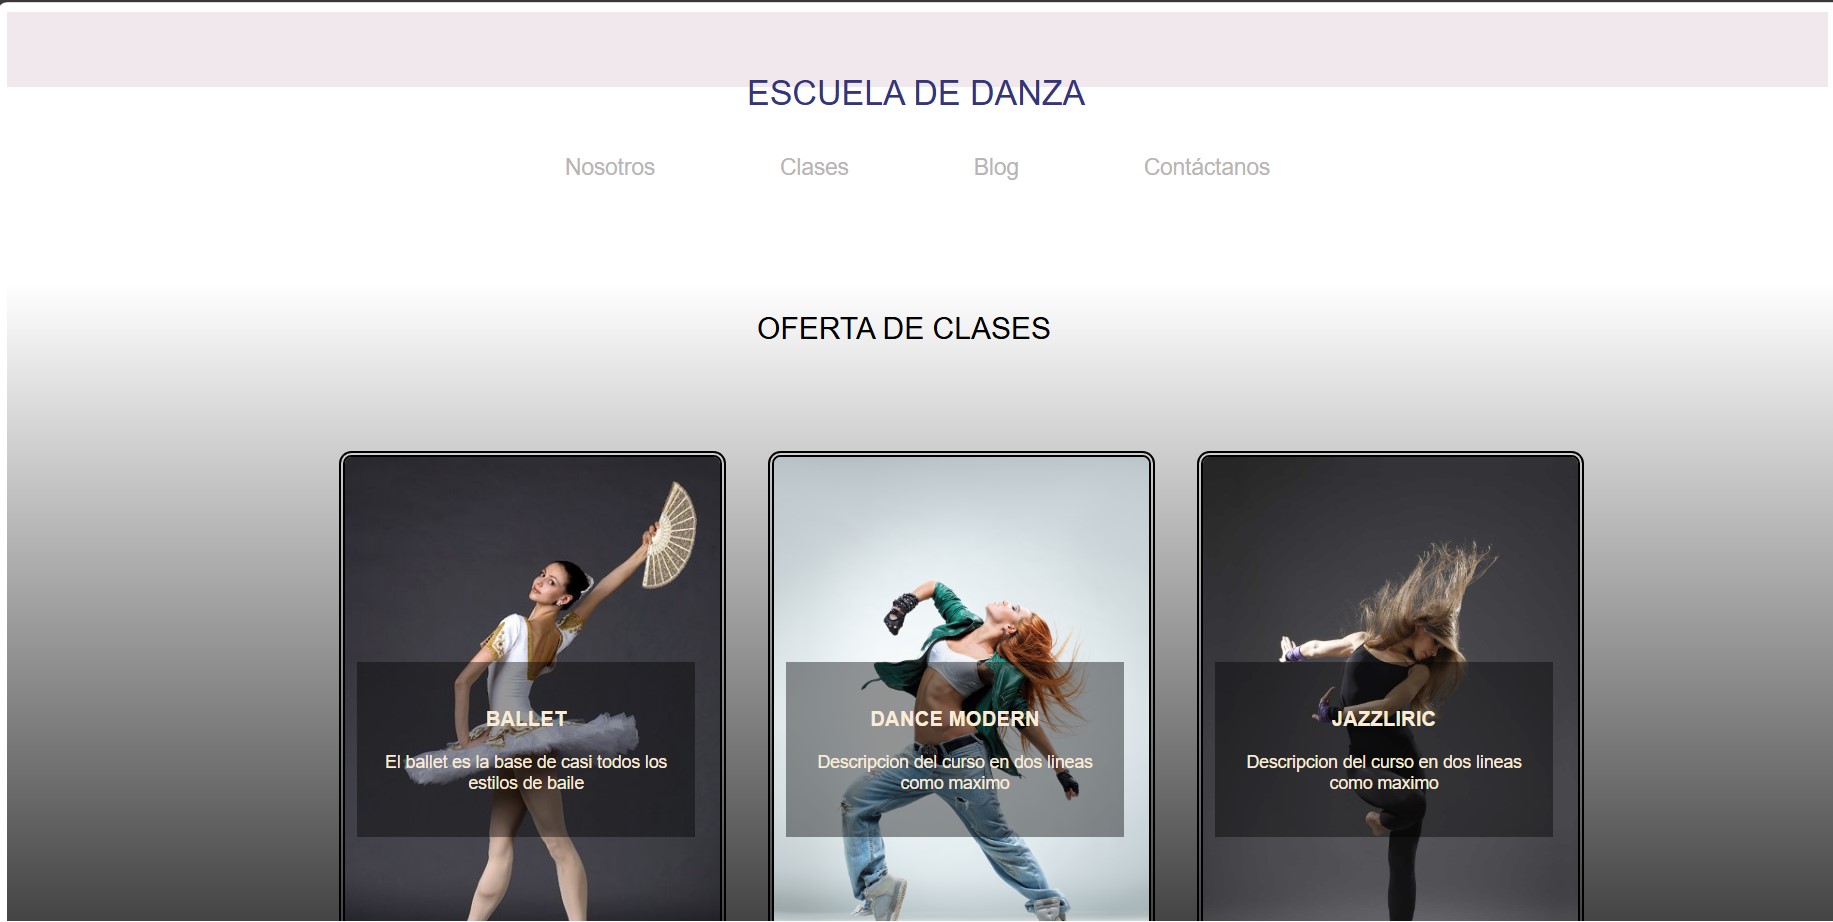 ESCUELA DE DANZA
Nosotros Clases Blog Contáctanos
OFERTA DE CLASES
BALLET
El ballet es la base de casi todos los
estilos de baile
DANCE MODERN
Descripcion del curso en dos lineas
como maximo
JAZZLIRIC
Descripcion del curso en dos lineas
como maximo